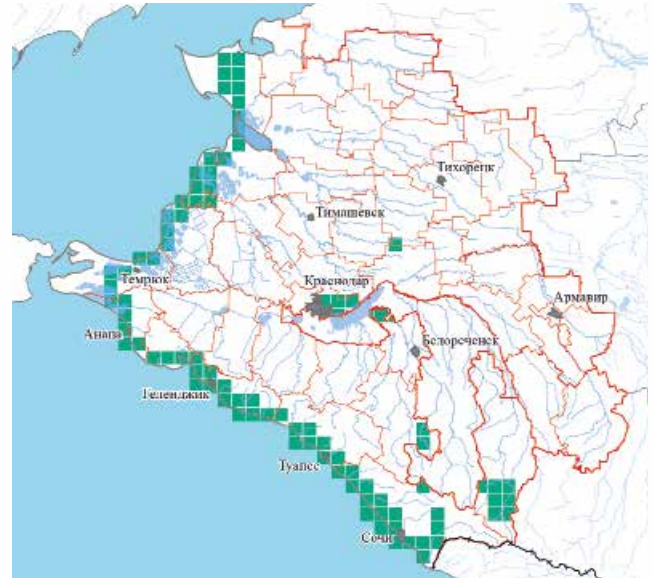 Тихорецк
Тимашевск
Темрюк
Краснодар
Армавир
Анапа
Белореченск
Геленджик
Туапсе
Сочи